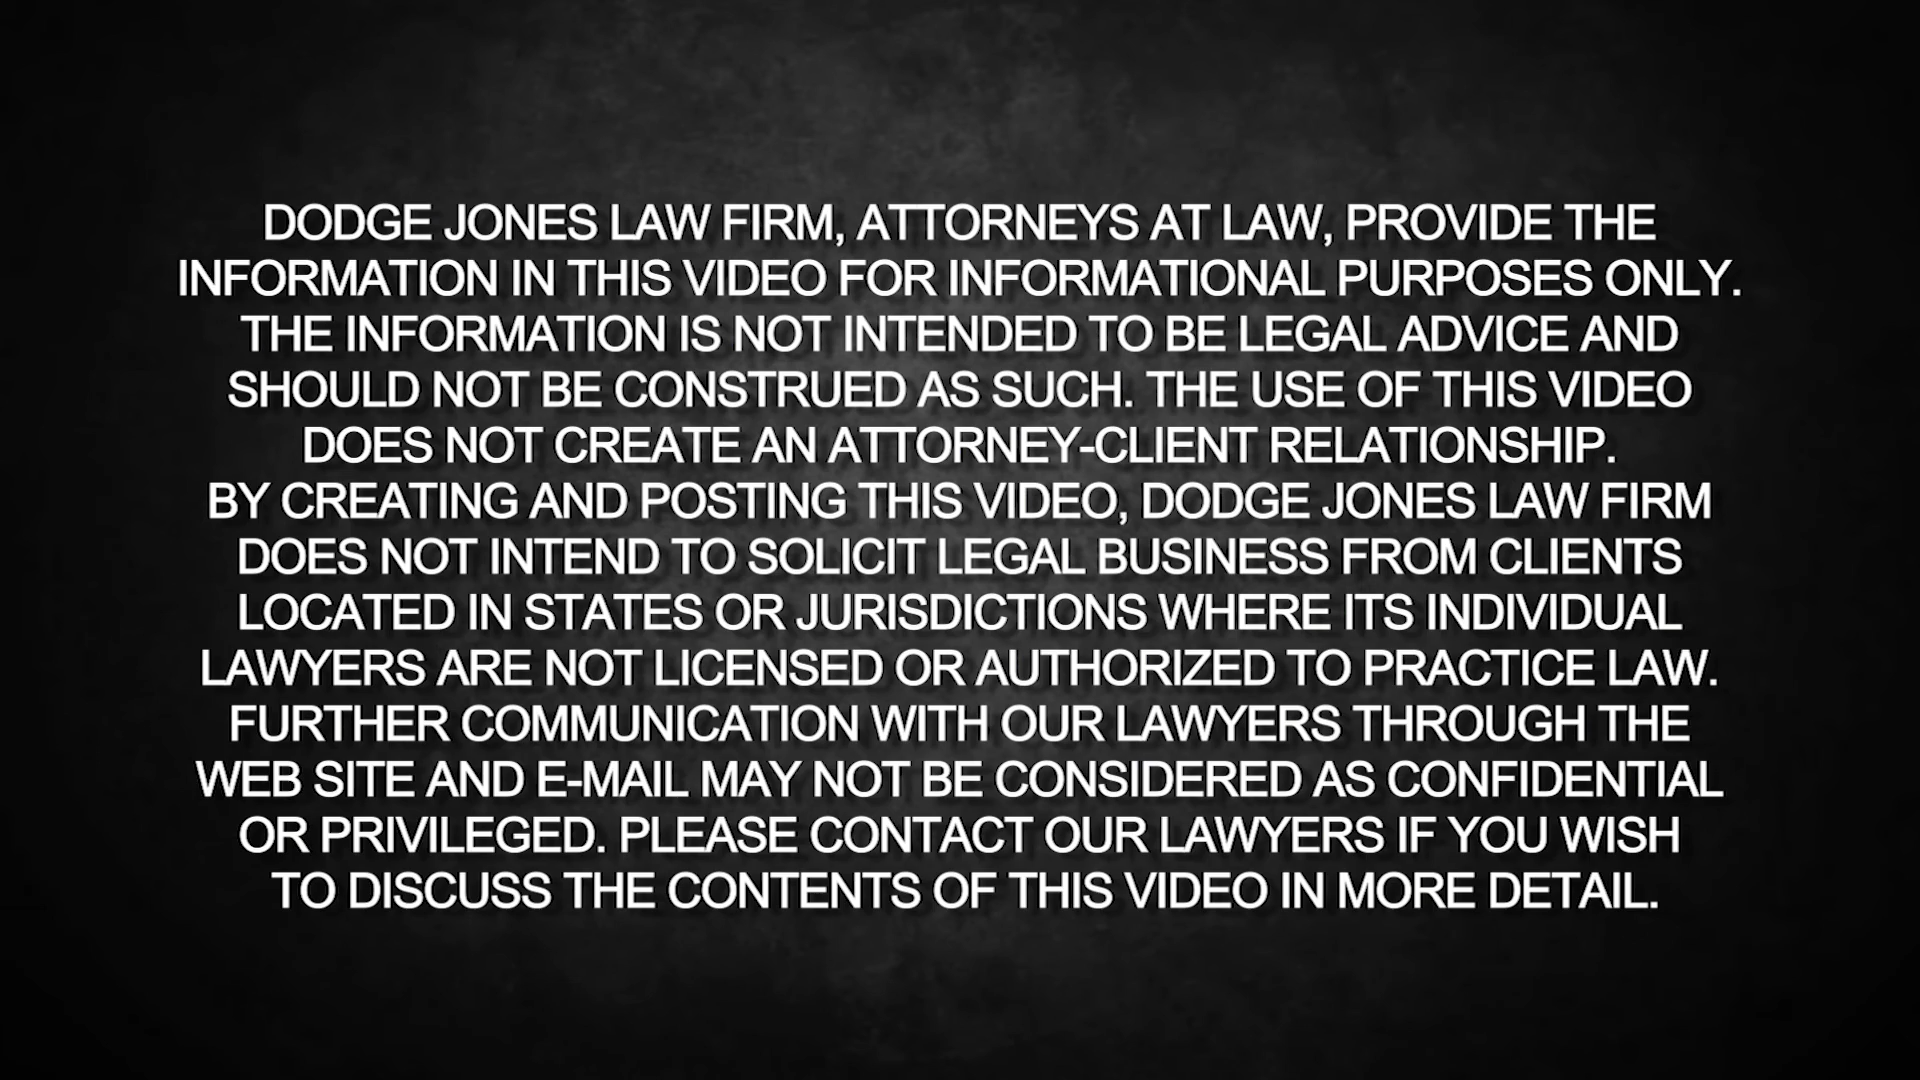 DODGE JONES LAW FIRM, ATTORNEYS AT LAW, PROVIDE THE
INFORMATION IN THIS VIDEO FOR INFORMATIONAL PURPOSES ONLY.
THE INFORMATION IS NOT INTENDED TO BE LEGAL ADVICE AND
SHOULD NOT BE CONSTRUED AS SUCH. THE USE OF THIS VIDEO
DOES NOT CREATE AN ATTORNEY-CLIENT RELATIONSHIP.
BY CREATING AND POSTING THIS VIDEO, DODGE JONES LAW FIRM
DOES NOT INTEND TO SOLICIT LEGAL BUSINESS FROM CLIENTS
LOCATED IN STATES OR JURISDICTIONS WHERE ITS INDIVIDUAL
LAWYERS ARE NOT LICENSED OR AUTHORIZED TO PRACTICE LAW.
FURTHER COMMUNICATION WITH OUR LAWYERS THROUGH THE
WEB SITE AND E-MAIL MAY NOT BE CONSIDERED AS CONFIDENTIAL
OR PRIVILEGED. PLEASE CONTACT OUR LAWYERS IF YOU WISH
TO DISCUSS THE CONTENTS OF THIS VIDEO IN MORE DETAIL.